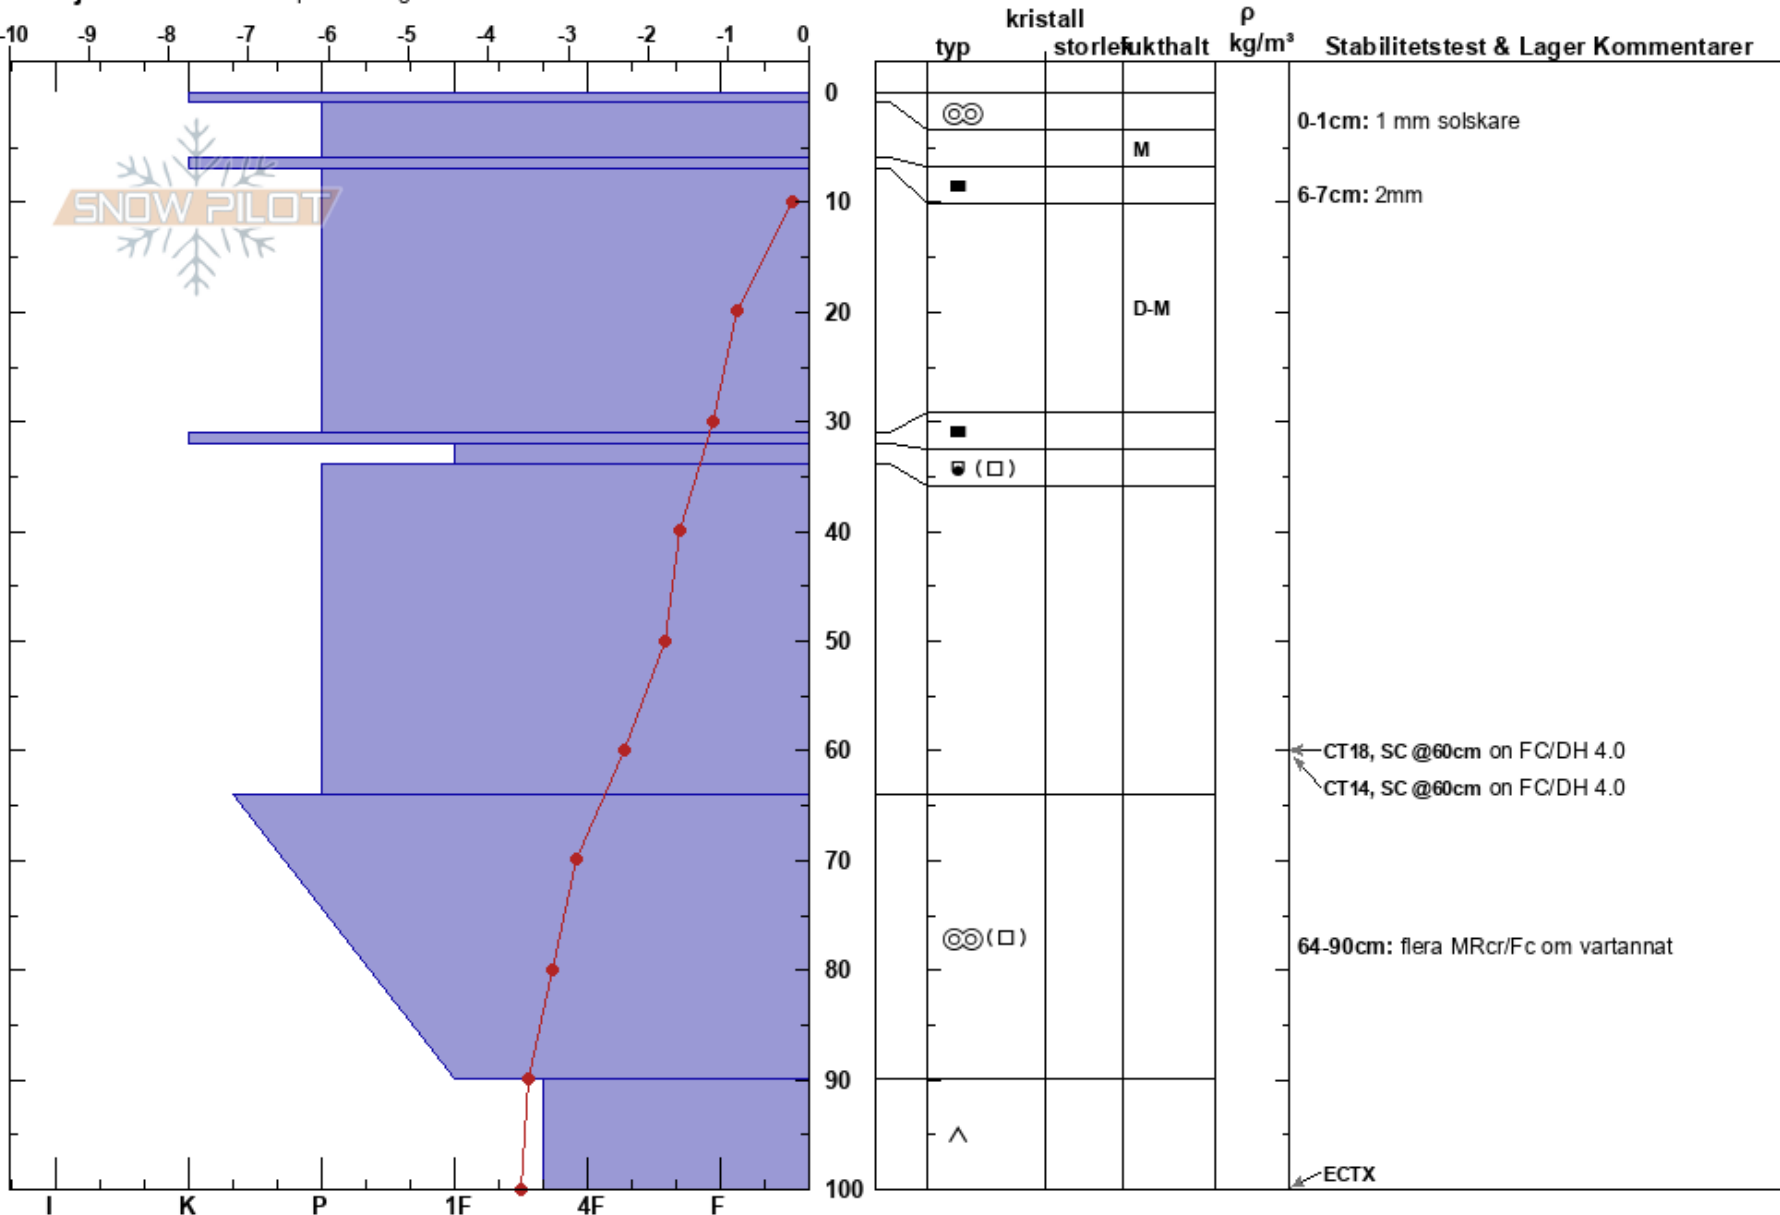 -10 -9 -8 -7 -6 -5 -4 -3 -2 -1 0
kristall
typ storlek fukthalt
ρ
kg/m³
Stabilitetstest & Lager Kommentarer
0
10
20
30
40
50
60
70
80
90
100
SNOW PILOT
M
D-M
0-1cm: 1 mm solskare
6-7cm: 2mm
CT18, SC @60cm on FC/DH 4.0
CT14, SC @60cm on FC/DH 4.0
64-90cm: flera MRcr/Fc om vartannat
ECTX
I K P 1F 4F F